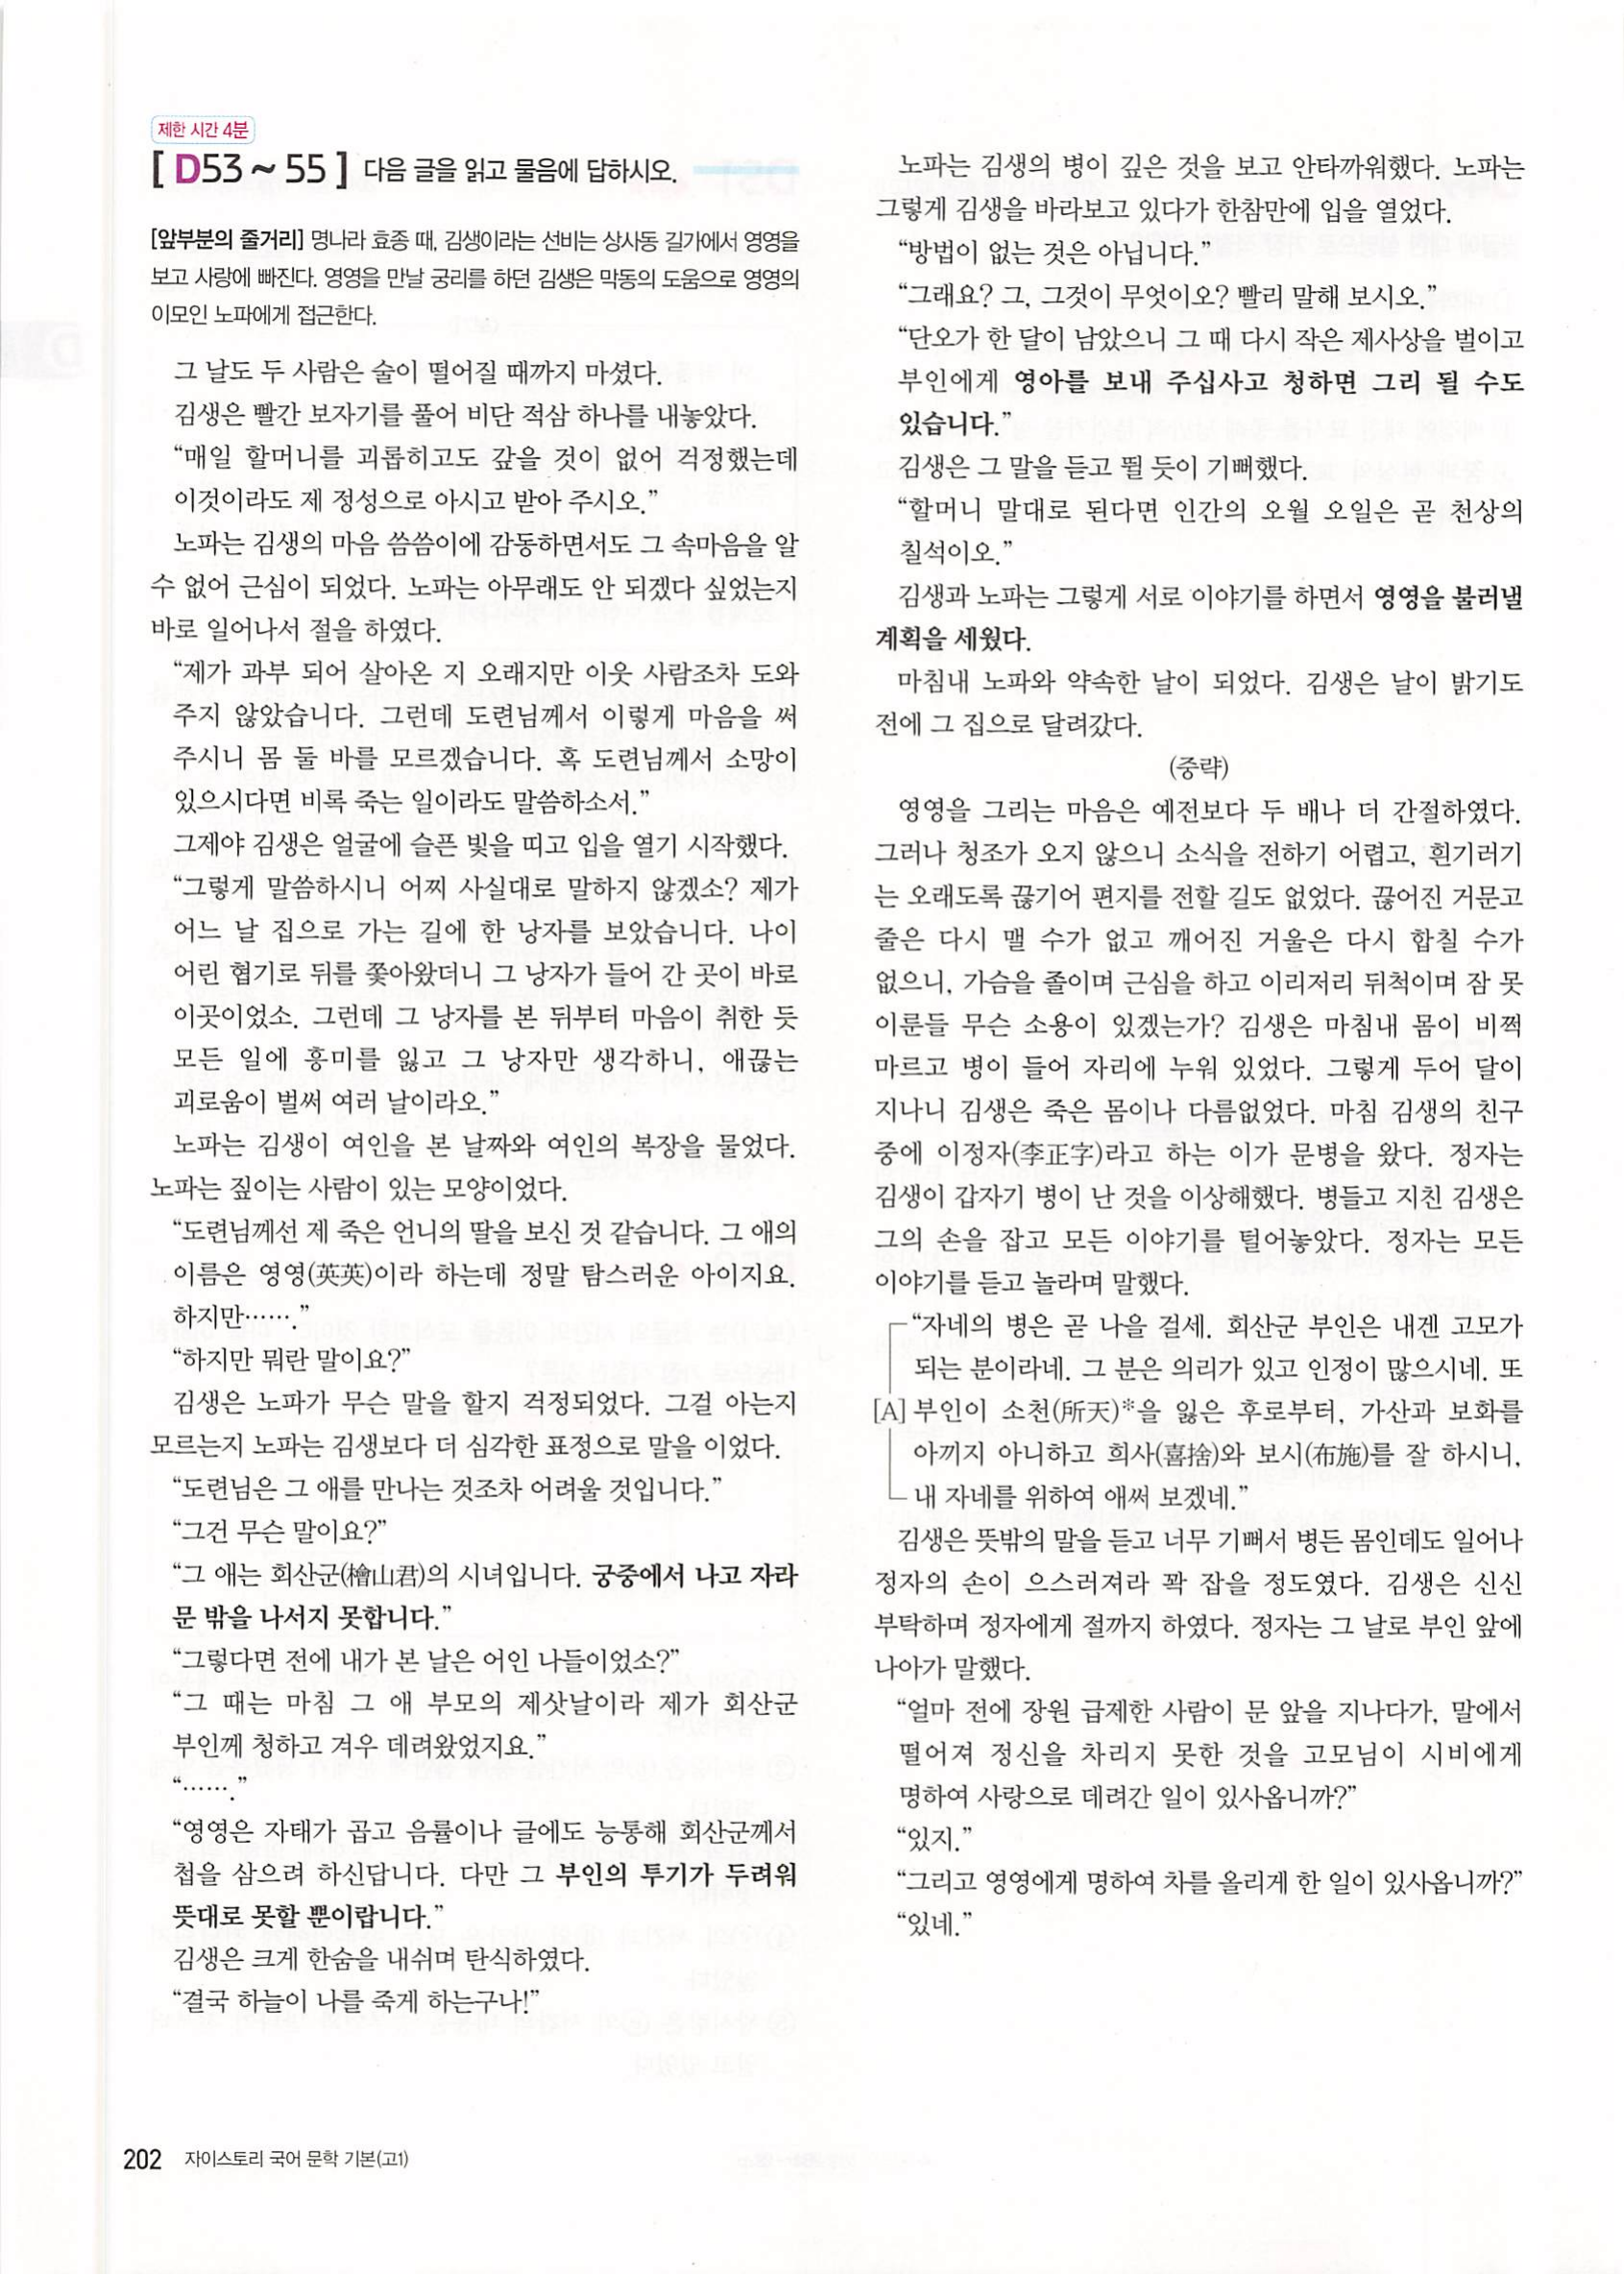 제한 시간 4분
[ D53 ~ 55 ] 다음 글을 읽고 물음에 답하시오.
[앞부분의 줄거리] 명나라 효종 때, 김생이라는 선비는 상사동 길가에서 영영을
보고 사랑에 빠진다. 영영을 만날 궁리를 하던 김생은 막동의 도움으로 영영의
이모인 노파에게 접근한다.
그 날도 두 사람은 술이 떨어질 때까지 마셨다.
김생은 빨간 보자기를 풀어 비단 적삼 하나를 내놓았다.
“매일 할머니를 괴롭히고도 갚을 것이 없어 걱정했는데
이것이라도 제 정성으로 아시고 받아 주시오.”
노파는 김생의 마음 씀씀이에 감동하면서도 그 속마음을 알
수 없어 근심이 되었다. 노파는 아무래도 안 되겠다 싶었는지
바로 일어나서 절을 하였다.
“제가 과부 되어 살아온 지 오래지만 이웃 사람조차 도와
주지 않았습니다. 그런데 도련님께서 이렇게 마음을 써
주시니 몸 둘 바를 모르겠습니다. 혹 도련님께서 소망이
있으시다면 비록 죽는 일이라도 말씀하소서.”
그제야 김생은 얼굴에 슬픈 빛을 띠고 입을 열기 시작했다.
“그렇게 말씀하시니 어찌 사실대로 말하지 않겠소? 제가
어느 날 집으로 가는 길에 한 낭자를 보았습니다. 나이
어린 협기로 뒤를 쫓아왔더니 그 낭자가 들어 간 곳이 바로
이곳이었소. 그런데 그 낭자를 본 뒤부터 마음이 취한 듯
모든 일에 흥미를 잃고 그 낭자만 생각하니, 애끊는
괴로움이 벌써 여러 날이라오.”
노파는 김생이 여인을 본 날짜와 여인의 복장을 물었다.
노파는 짚이는 사람이 있는 모양이었다.
“도련님께선 제 죽은 언니의 딸을 보신 것 같습니다. 그 애의
이름은 영영(英英)이라 하는데 정말 탐스러운 아이지요.
하지만…….”
“하지만 뭐란 말이요?”
김생은 노파가 무슨 말을 할지 걱정되었다. 그걸 아는지
모르는지 노파는 김생보다 더 심각한 표정으로 말을 이었다.
“도련님은 그 애를 만나는 것조차 어려울 것입니다.”
“그건 무슨 말이요?”
“그 애는 회산군(檜山君)의 시녀입니다. 궁중에서 나고 자라
문 밖을 나서지 못합니다.”
“그렇다면 전에 내가 본 날은 어인 나들이었소?”
“그 때는 마침 그 애 부모의 제삿날이라 제가 회산군
부인께 청하고 겨우 데려왔었지요.”
“…….”
“영영은 자태가 곱고 음률이나 글에도 능통해 회산군께서
첩을 삼으려 하신답니다. 다만 그 부인의 투기가 두려워
뜻대로 못할 뿐이랍니다.”
김생은 크게 한숨을 내쉬며 탄식하였다.
“결국 하늘이 나를 죽게 하는구나!”
노파는 김생의 병이 깊은 것을 보고 안타까워했다. 노파는
그렇게 김생을 바라보고 있다가 한참만에 입을 열었다.
“방법이 없는 것은 아닙니다.”
“그래요? 그, 그것이 무엇이오? 빨리 말해 보시오.”
“단오가 한 달이 남았으니 그 때 다시 작은 제사상을 벌이고
부인에게 영아를 보내 주십사고 청하면 그리 될 수도
있습니다.”
김생은 그 말을 듣고 뛸 듯이 기뻐했다.
“할머니 말대로 된다면 인간의 오월 오일은 곧 천상의
칠석이오.”
김생과 노파는 그렇게 서로 이야기를 하면서 영영을 불러낼
계획을 세웠다.
마침내 노파와 약속한 날이 되었다. 김생은 날이 밝기도
전에 그 집으로 달려갔다.
(중략)
영영을 그리는 마음은 예전보다 두 배나 더 간절하였다.
그러나 청조가 오지 않으니 소식을 전하기 어렵고, 흰기러기
는 오래도록 끊기어 편지를 전할 길도 없었다. 끊어진 거문고
줄은 다시 맬 수가 없고 깨어진 거울은 다시 합칠 수가
없으니, 가슴을 졸이며 근심을 하고 이리저리 뒤척이며 잠 못
이룬들 무슨 소용이 있겠는가? 김생은 마침내 몸이 비쩍
마르고 병이 들어 자리에 누워 있었다. 그렇게 두어 달이
지나니 김생은 죽은 몸이나 다름없었다. 마침 김생의 친구
중에 이정자(李正字)라고 하는 이가 문병을 왔다. 정자는
김생이 갑자기 병이 난 것을 이상해했다. 병들고 지친 김생은
그의 손을 잡고 모든 이야기를 털어놓았다. 정자는 모든
이야기를 듣고 놀라며 말했다.
“자네의 병은 곧 나을 걸세. 회산군 부인은 내겐 고모가
되는 분이라네. 그 분은 의리가 있고 인정이 많으시네. 또
[A] 부인이 소천(所天)*을 잃은 후로부터, 가산과 보화를
아끼지 아니하고 희사(喜捨)와 보시(布施)를 잘 하시니,
내 자네를 위하여 애써 보겠네.”
김생은 뜻밖의 말을 듣고 너무 기뻐서 병든 몸인데도 일어나
정자의 손이 으스러져라 꽉 잡을 정도였다. 김생은 신신
부탁하며 정자에게 절까지 하였다. 정자는 그 날로 부인 앞에
나아가 말했다.
“얼마 전에 장원 급제한 사람이 문 앞을 지나다가, 말에서
떨어져 정신을 차리지 못한 것을 고모님이 시비에게
명하여 사랑으로 데려간 일이 있사옵니까?”
“있지.”
“그리고 영영에게 명하여 차를 올리게 한 일이 있사옵니까?”
“있네.”
202 자이스토리 국어 문학 기본(고1)